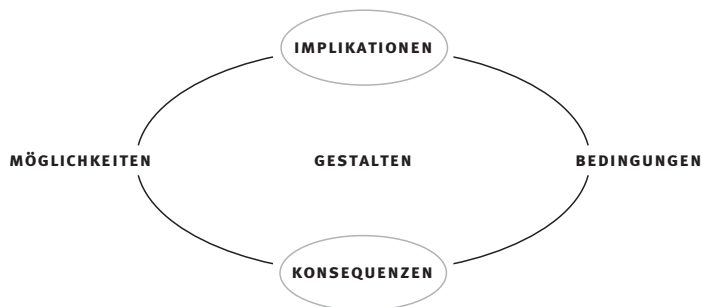 IMPLIKATIONEN
MÖGLICHKEITEN GESTALTEN BEDINGUNGEN
KONSEQUENZEN